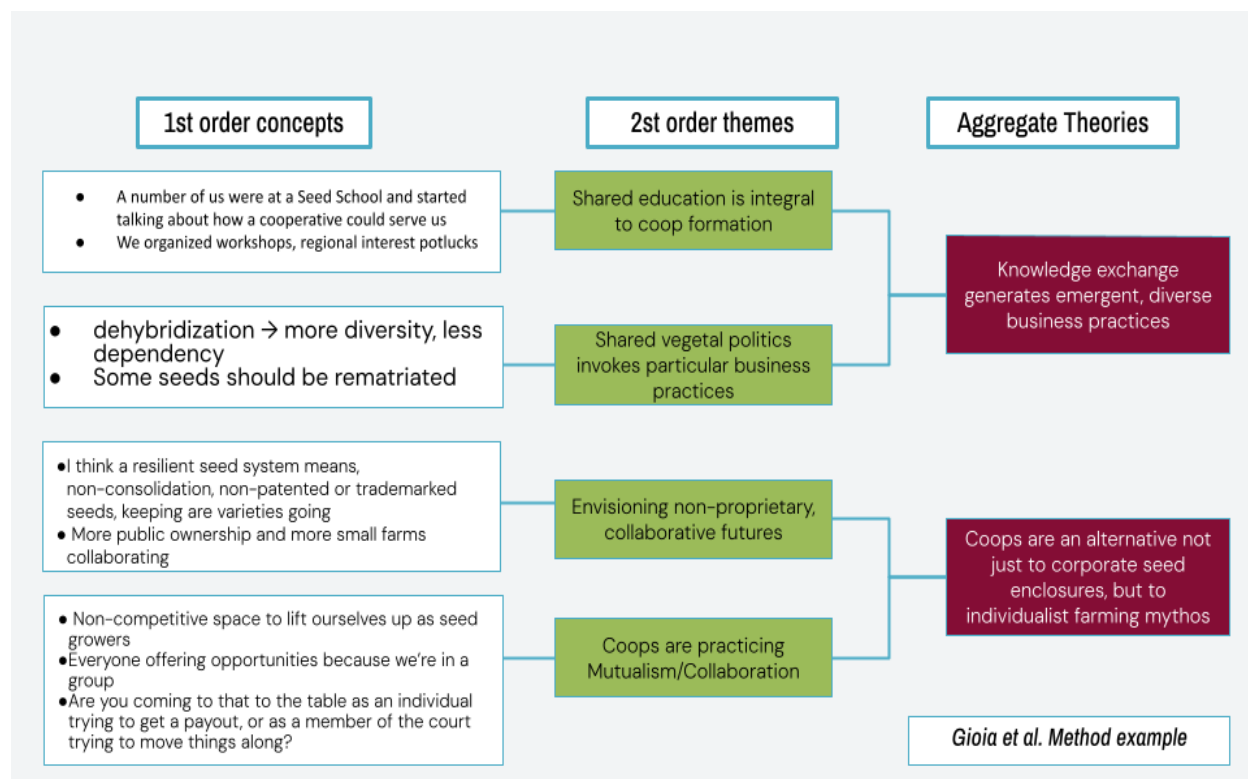 1st order concepts
2st order themes
Aggregate Theories
● A number of us were at a Seed School and started
talking about how a cooperative could serve us
● We organized workshops, regional interest potlucks
Shared education is integral
to coop formation
Knowledge exchange
generates emergent, diverse
business practices
● dehybridization → more diversity, less
dependency
● Some seeds should be rematriated
Shared vegetal politics
invokes particular business
practices
●I think a resilient seed system means,
non-consolidation, non-patented or trademarked
seeds, keeping are varieties going
● More public ownership and more small farms
collaborating
Envisioning non-proprietary,
collaborative futures
Coops are an alternative not
just to corporate seed
enclosures, but to
individualist farming mythos
● Non-competitive space to lift ourselves up as seed
growers
●Everyone offering opportunities because we’re in a
group
●Are you coming to that to the table as an individual
trying to get a payout, or as a member of the court
trying to move things along?
Coops are practicing
Mutualism/Collaboration
Gioia et al. Method example